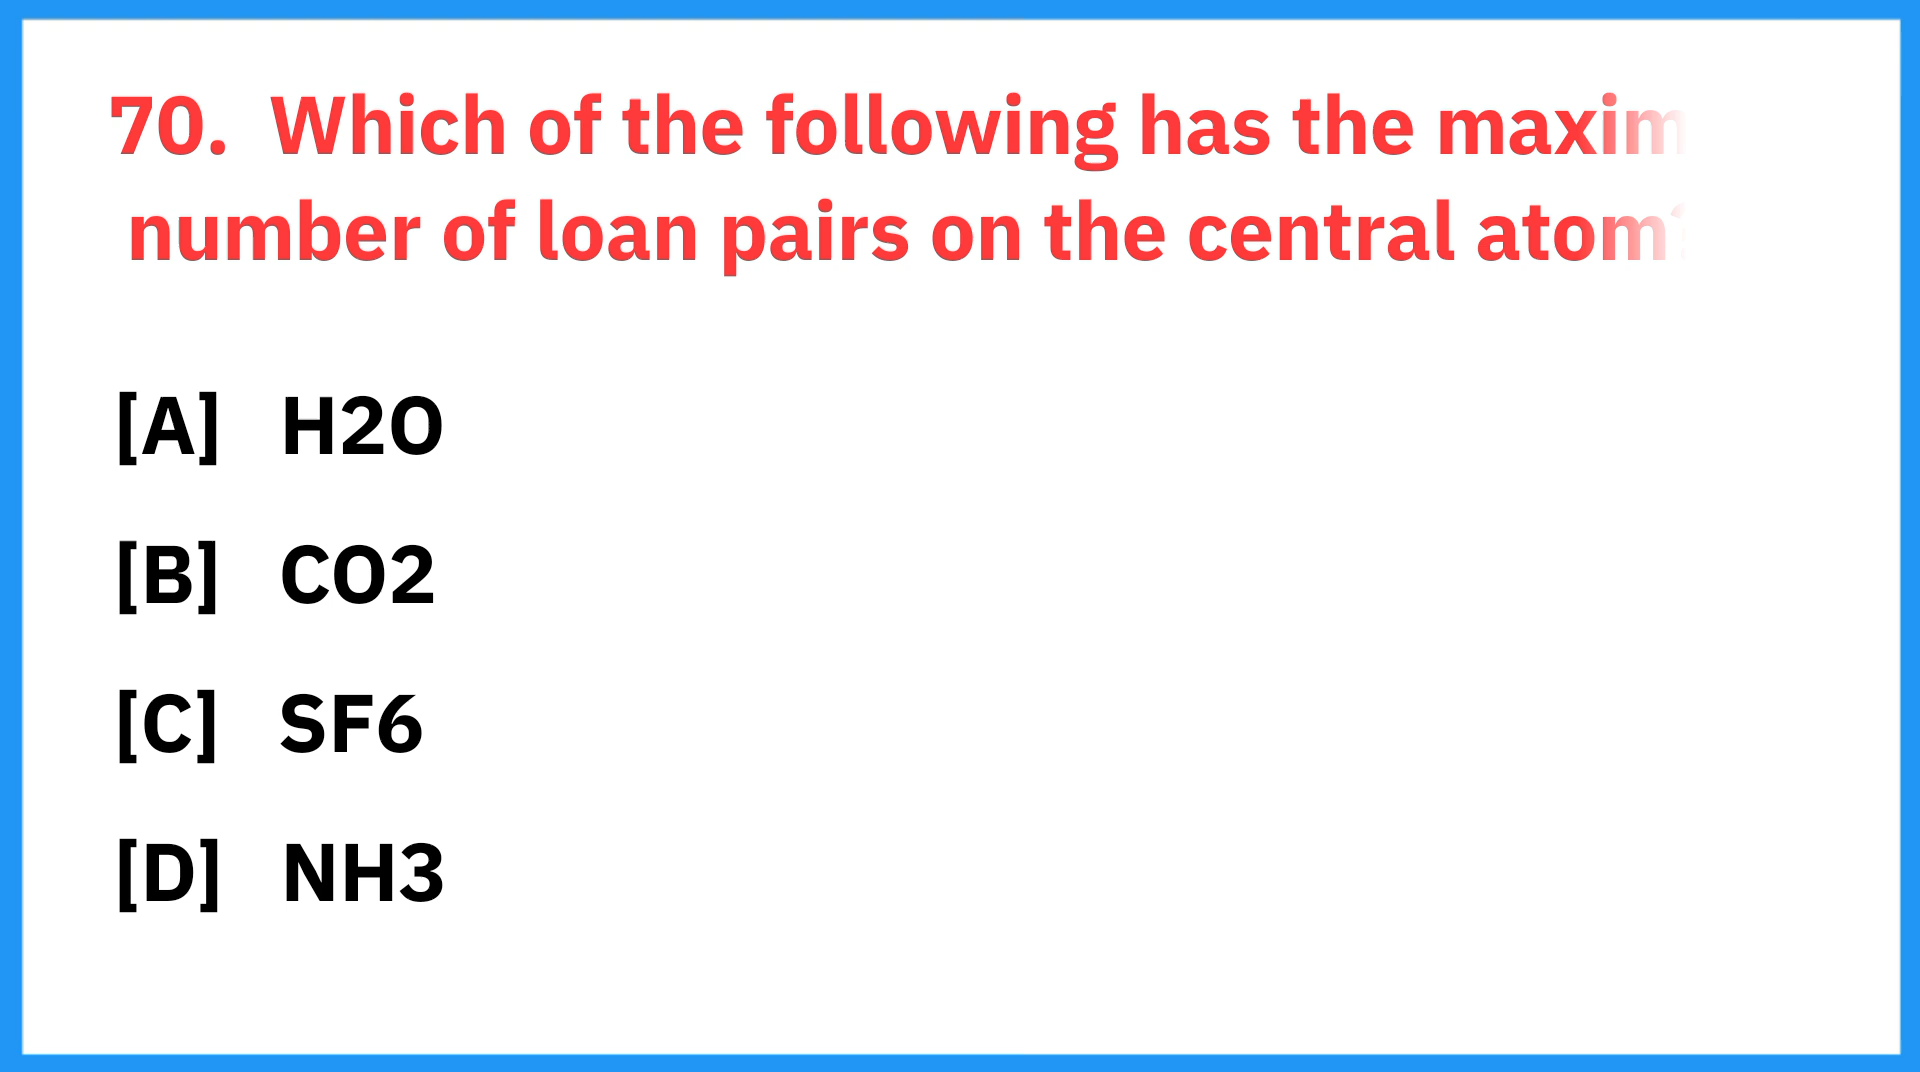 70. Which of the following has the maxim
number of loan pairs on the central atom?
[A] H2O
[B] CO2
[C] SF6
[D] NH3